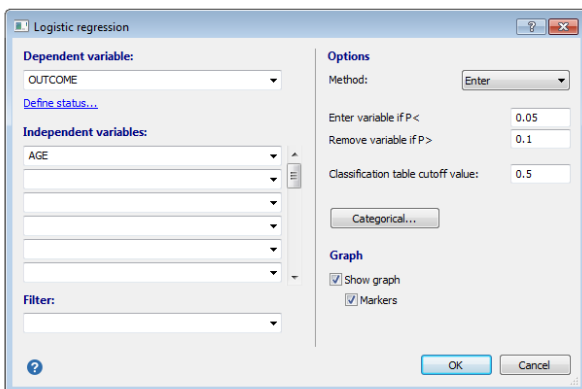 Logistic regression
Dependent variable:
OUTCOME
Define status...
Independent variables:
AGE
Filter:
Options
Method: Enter
Enter variable if P< 0.05
Remove variable if P> 0.1
Classification table cutoff value: 0.5
Categorical...
Graph
Show graph
Markers
OK Cancel